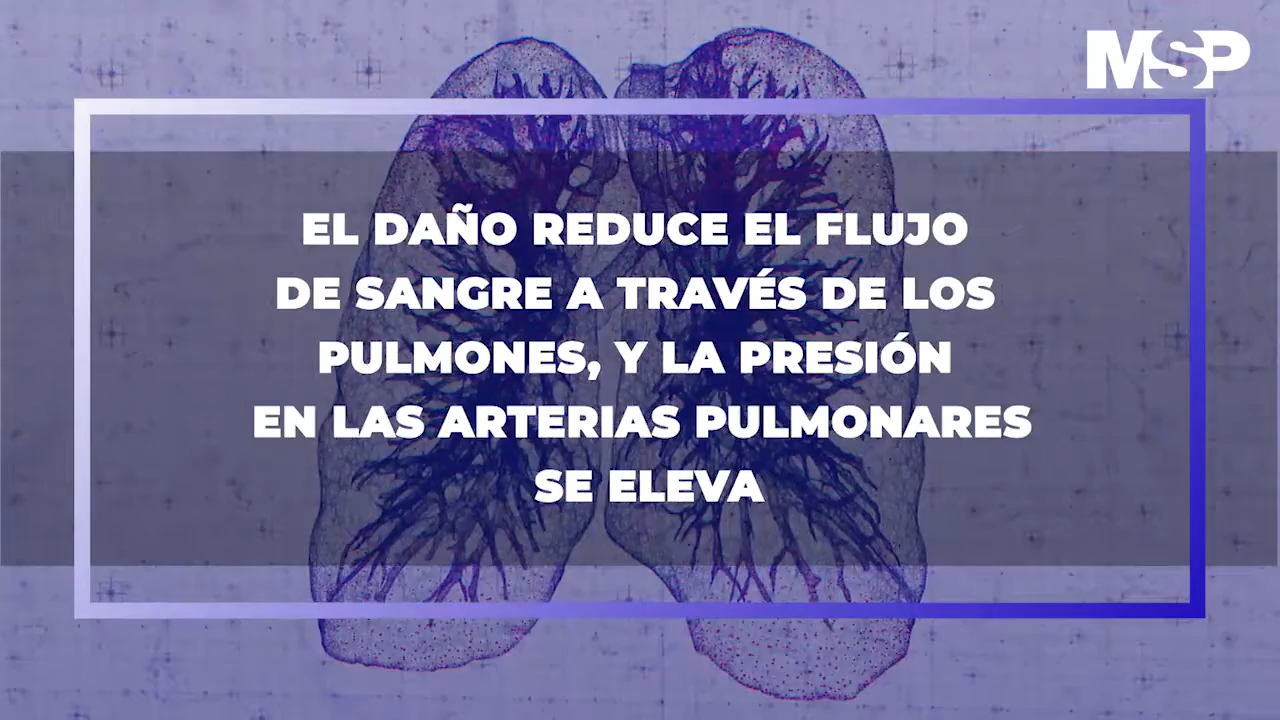 MSP
EL DAÑO REDUCE EL FLUJO
DE SANGRE A TRAVÉS DE LOS
PULMONES, Y LA PRESIÓN
EN LAS ARTERIAS PULMONARES
SE ELEVA